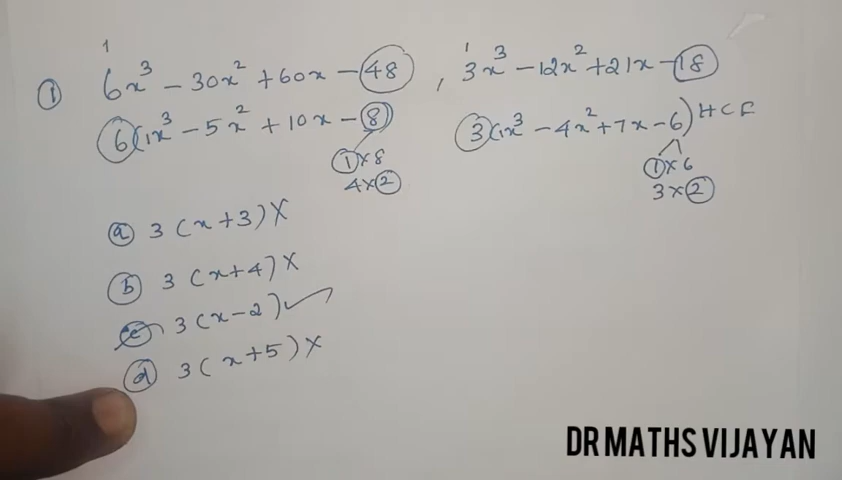 1 1
① 6x³ - 30x² + 60x - 48 , 3x³ - 12x² + 21x - 18
6(1x³ - 5x² + 10x - 8) 3(1x³ - 4x² + 7x - 6) HCF
1 × 8 1 × 6
4 × 2 3 × 2
ⓐ 3(x+3) X
ⓑ 3(x+4) X
ⓒ 3(x-2) ✓
ⓓ 3(x+5) X
DR MATHS VIJAYAN